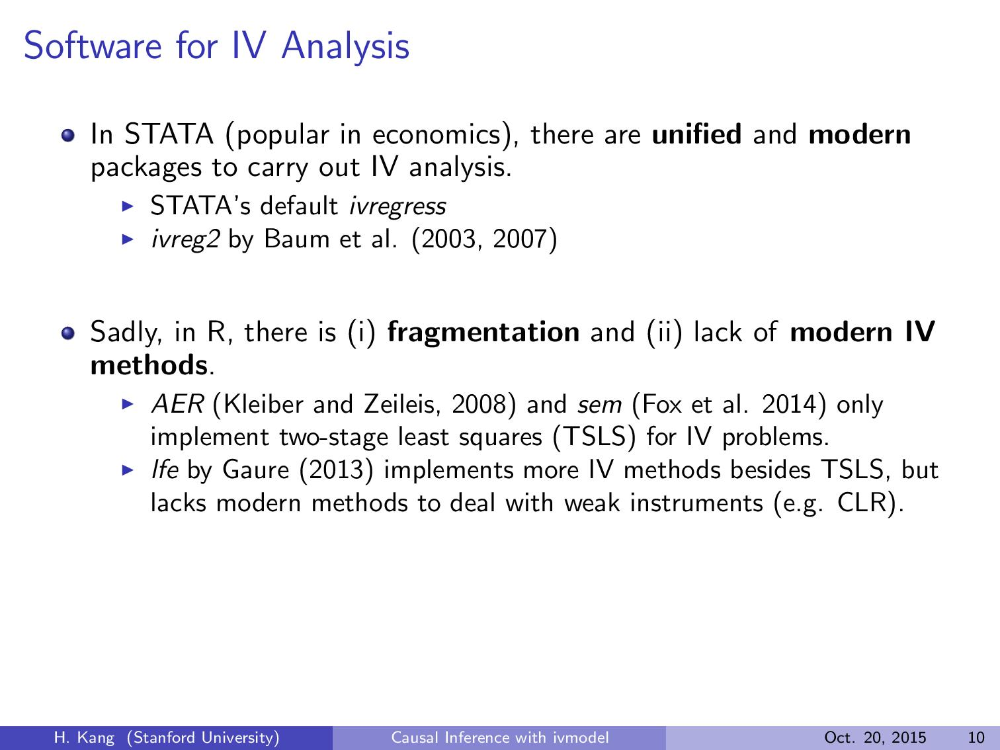 Software for IV Analysis
In STATA (popular in economics), there are unified and modern
packages to carry out IV analysis.
STATA's default ivregress
ivreg2 by Baum et al. (2003, 2007)
Sadly, in R, there is (i) fragmentation and (ii) lack of modern IV
methods.
AER (Kleiber and Zeileis, 2008) and sem (Fox et al. 2014) only
implement two-stage least squares (TSLS) for IV problems.
lfe by Gaure (2013) implements more IV methods besides TSLS, but
lacks modern methods to deal with weak instruments (e.g. CLR).
H. Kang (Stanford University) Causal Inference with ivmodel Oct. 20, 2015 10